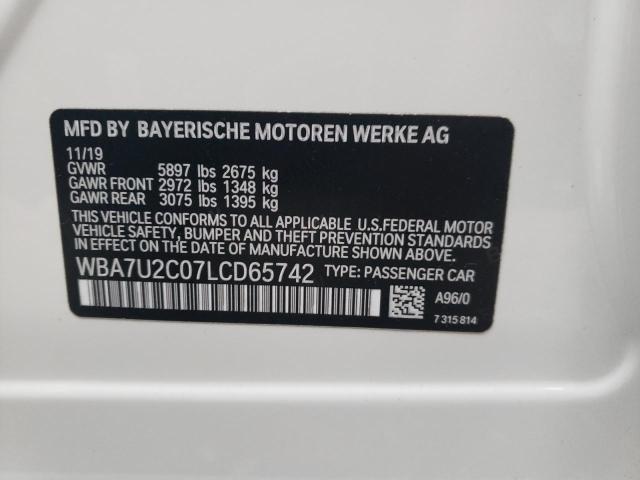 MFD BY BAYERISCHE MOTOREN WERKE AG
11/19
GVWR 5897 lbs 2675 kg
GAWR FRONT 2972 lbs 1348 kg
GAWR REAR 3075 lbs 1395 kg
THIS VEHICLE CONFORMS TO ALL APPLICABLE U.S.FEDERAL MOTOR
VEHICLE SAFETY, BUMPER, AND THEFT PREVENTION STANDARDS
IN EFFECT ON THE DATE OF MANUFACTURE SHOWN ABOVE.
WBA7U2C07LCD65742 TYPE: PASSENGER CAR
A96/0
7 315 814